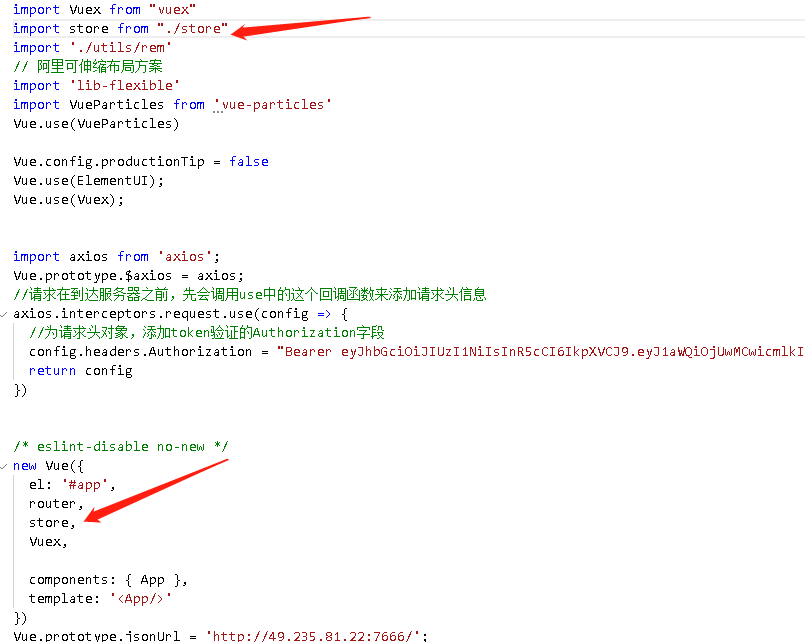 import Vuex from "vuex"
import store from "./store"
import './utils/rem'
// 阿里可伸缩布局方案
import 'lib-flexible'
import VueParticles from 'vue-particles'
Vue.use(VueParticles)
Vue.config.productionTip = false
Vue.use(ElementUI);
Vue.use(Vuex);
import axios from 'axios';
Vue.prototype.$axios = axios;
//请求在到达服务器之前，先会调用use中的这个回调函数来添加请求头信息
axios.interceptors.request.use(config => {
//为请求头对象，添加token验证的Authorization字段
config.headers.Authorization = "Bearer eyJhbGciOiJIUzI1NiIsInR5cCI6IkpXVCJ9.eyJ1aWQiOjUwMCwicmlkI
return config
})
/* eslint-disable no-new */
new Vue({
el: '#app',
router,
store,
Vuex,
components: { App },
template: '<App/>'
})
Vue.prototype.jsonUrl = 'http://49.235.81.22:7666/';